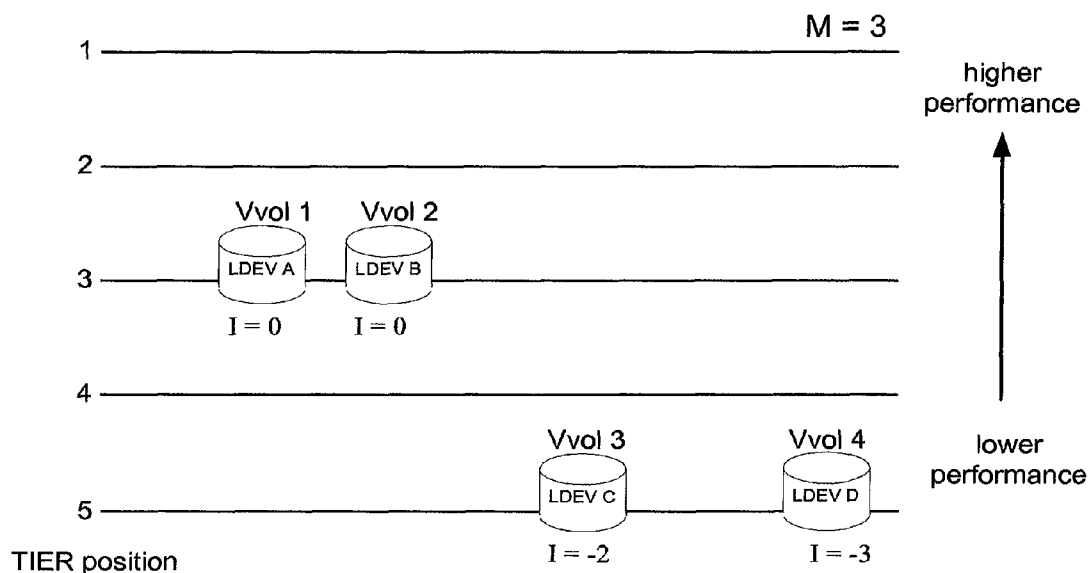 M = 3
1
higher
performance
2
Vvol 1 Vvol 2
LDEV A LDEV B
3
I = 0 I = 0
4
Vvol 3 Vvol 4
lower
performance
LDEV C LDEV D
5
I = -2 I = -3
TIER position